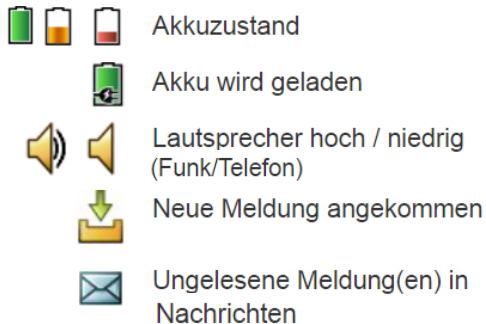 Akkuzustand
Akku wird geladen
Lautsprecher hoch / niedrig
(Funk/Telefon)
Neue Meldung angekommen
Ungelesene Meldung(en) in
Nachrichten